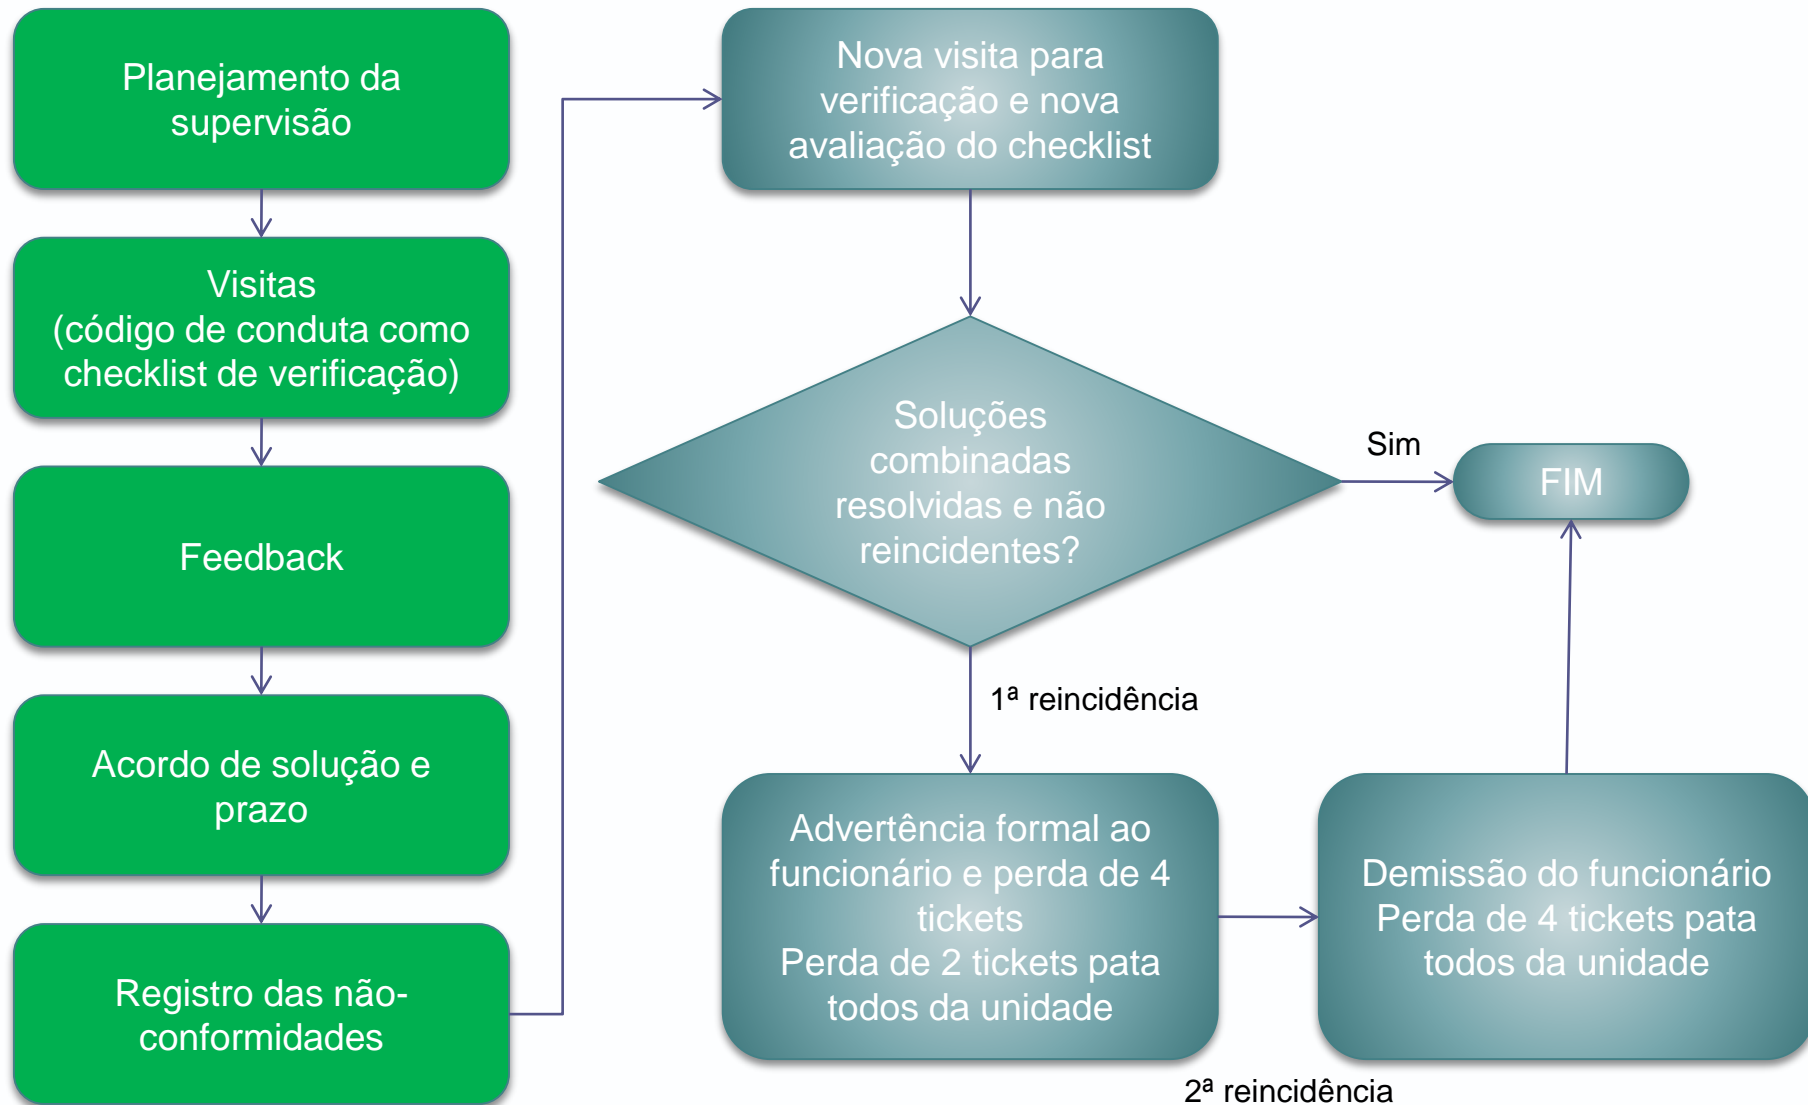 Planejamento da
supervisão
Visitas
(código de conduta como
checklist de verificação)
Feedback
Acordo de solução e
prazo
Registro das não-
conformidades
Nova visita para
verificação e nova
avaliação do checklist
Soluções
combinadas
resolvidas e não
reincidentes?
Sim
FIM
1ª reincidência
Advertência formal ao
funcionário e perda de 4
tickets
Perda de 2 tickets pata
todos da unidade
2ª reincidência
Demissão do funcionário
Perda de 4 tickets pata
todos da unidade